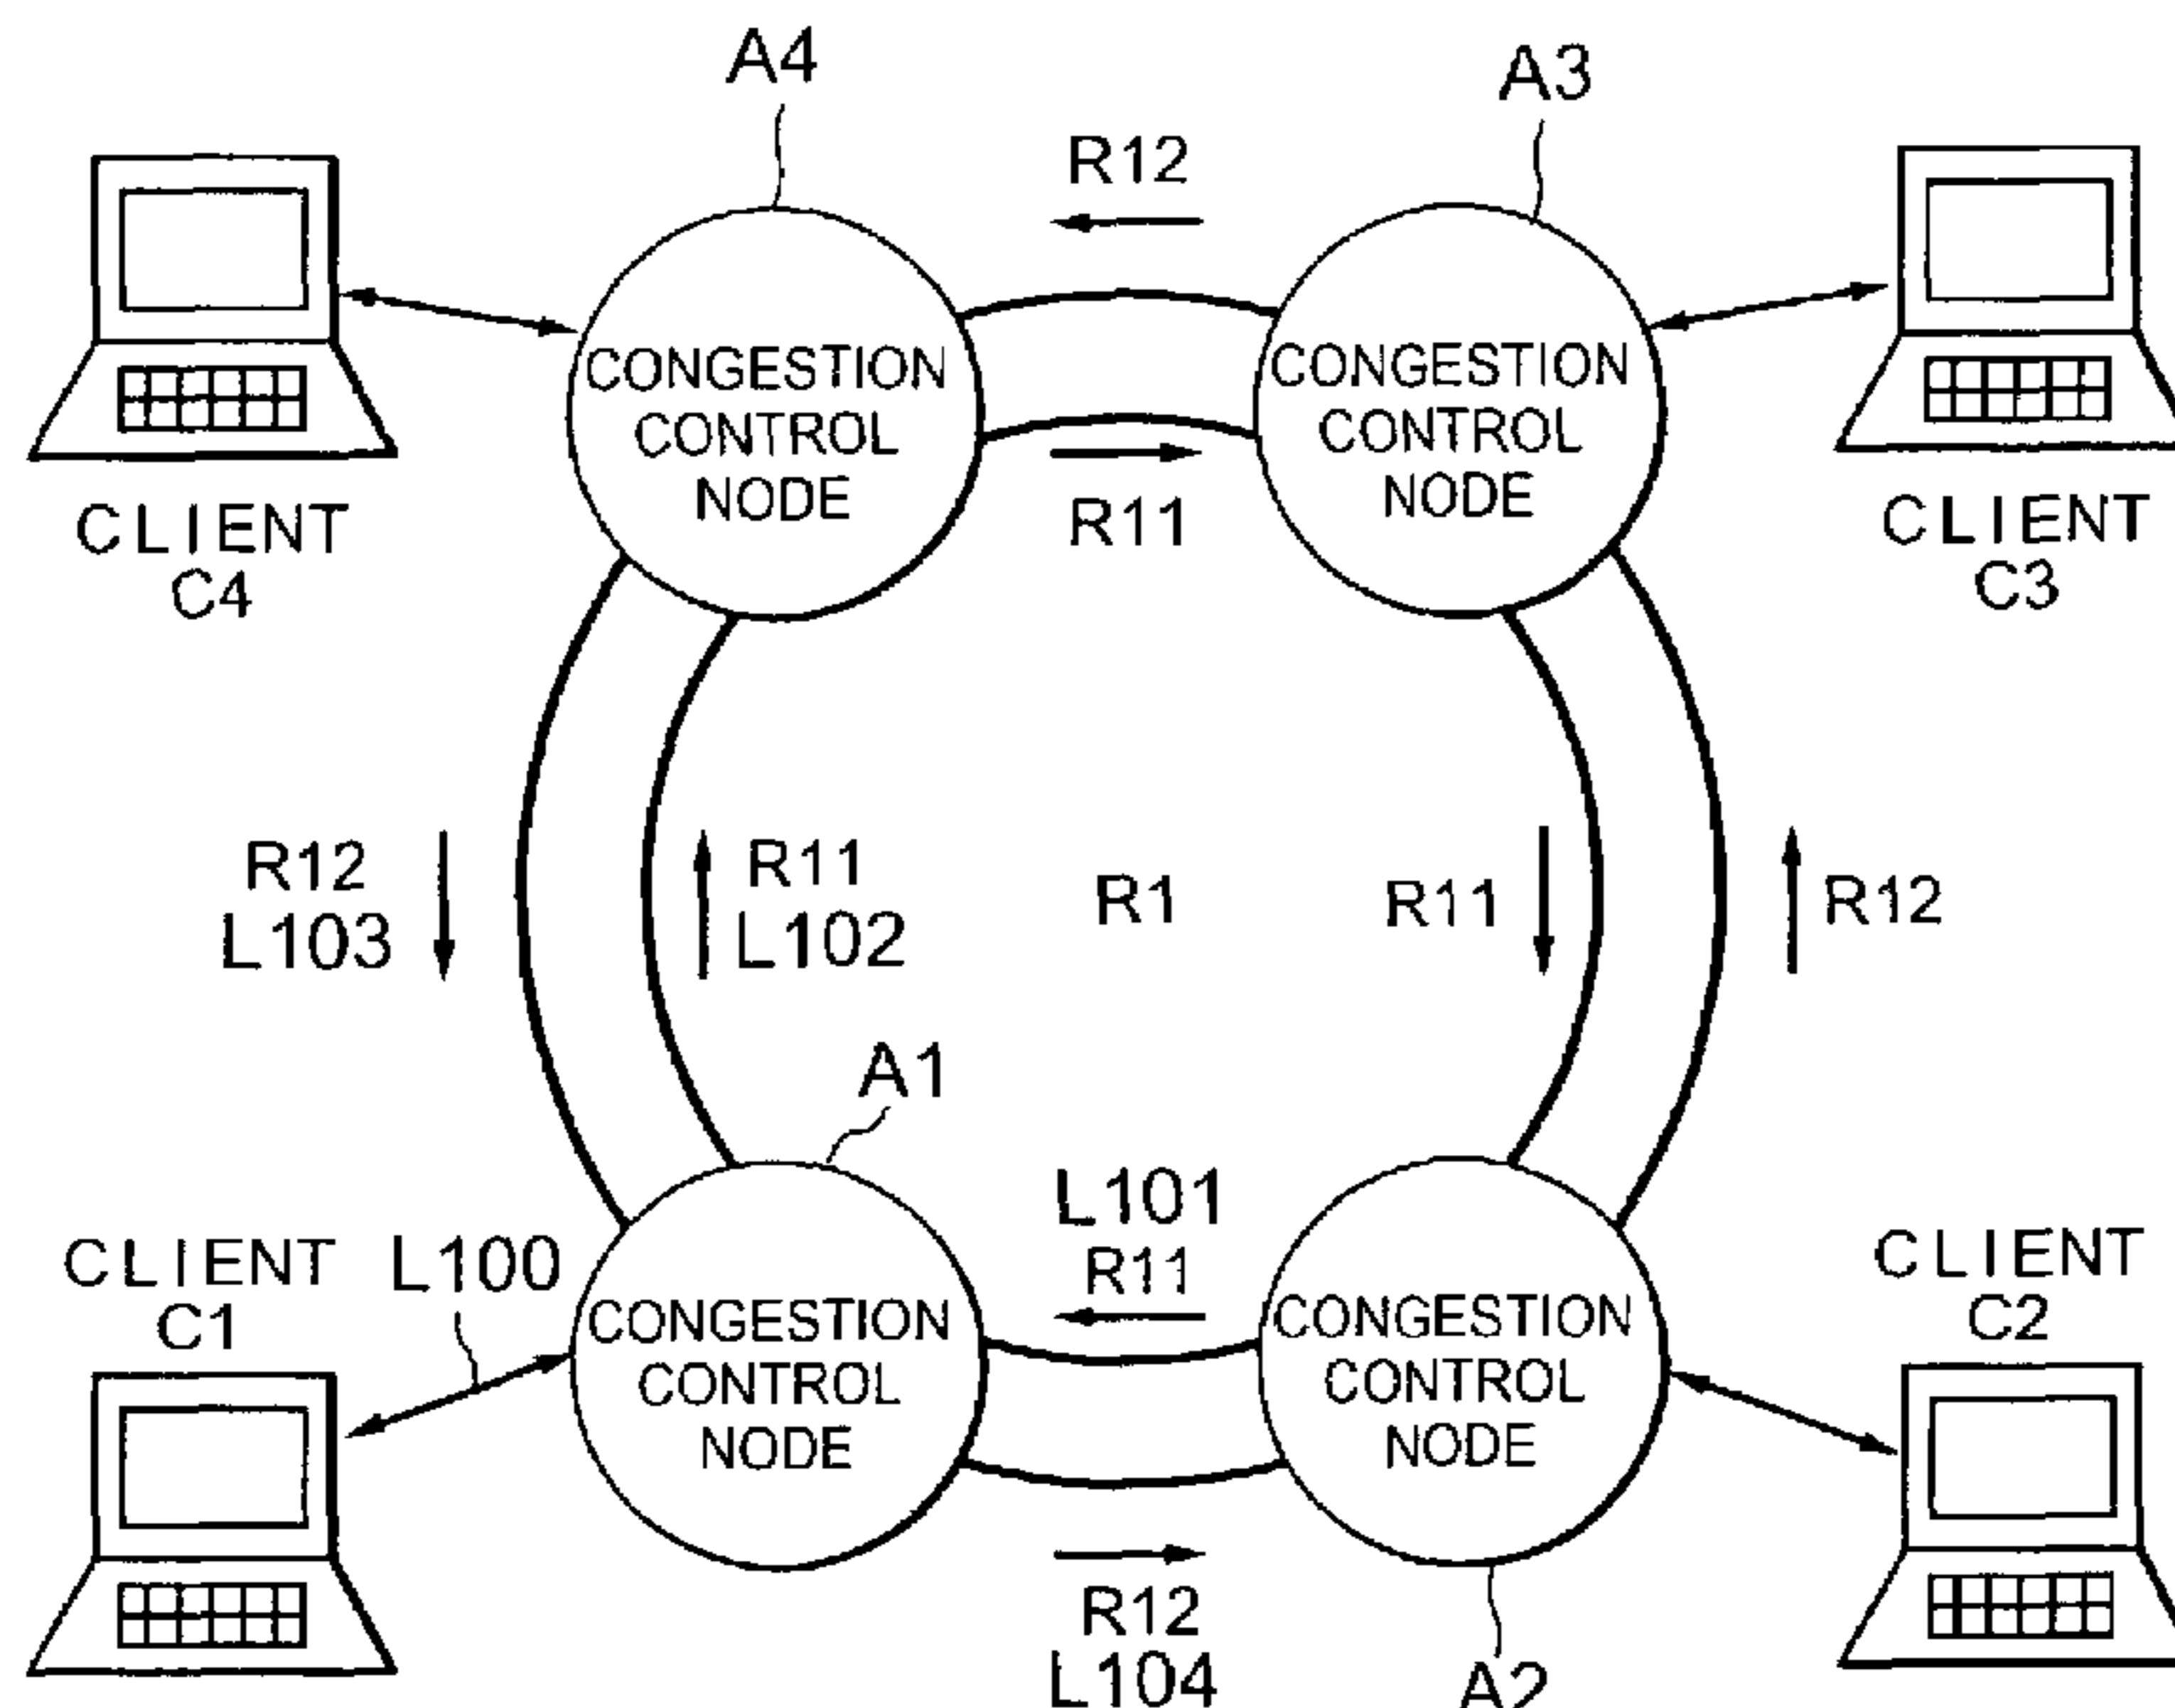 A4
A3
R12
CONGESTION
CONTROL
NODE
CONGESTION
CONTROL
NODE
R11
CLIENT
C4
CLIENT
C3
R12
L103
R11
L102
R1
R11
R12
A1
L101
R11
CLIENT
C1
L100
CLIENT
C2
CONGESTION
CONTROL
NODE
CONGESTION
CONTROL
NODE
R12
L104
A2